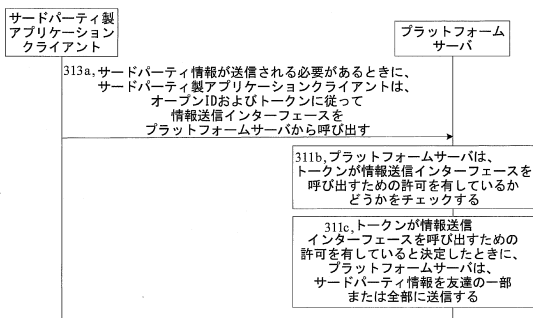 サードパーティ製
アプリケーション
クライアント
プラットフォーム
サーバ
313a,サードパーティ情報が送信される必要があるときに、
サードパーティ製アプリケーションクライアントは、
オープンIDおよびトークンに従って
情報送信インターフェースを
プラットフォームサーバから呼び出す
311b,プラットフォームサーバは、
トークンが情報送信インターフェースを
呼び出すための許可を有しているか
どうかをチェックする
311c,トークンが情報送信
インターフェースを呼び出すための
許可を有していると決定したときに、
プラットフォームサーバは、
サードパーティ情報を友達の一部
または全部に送信する